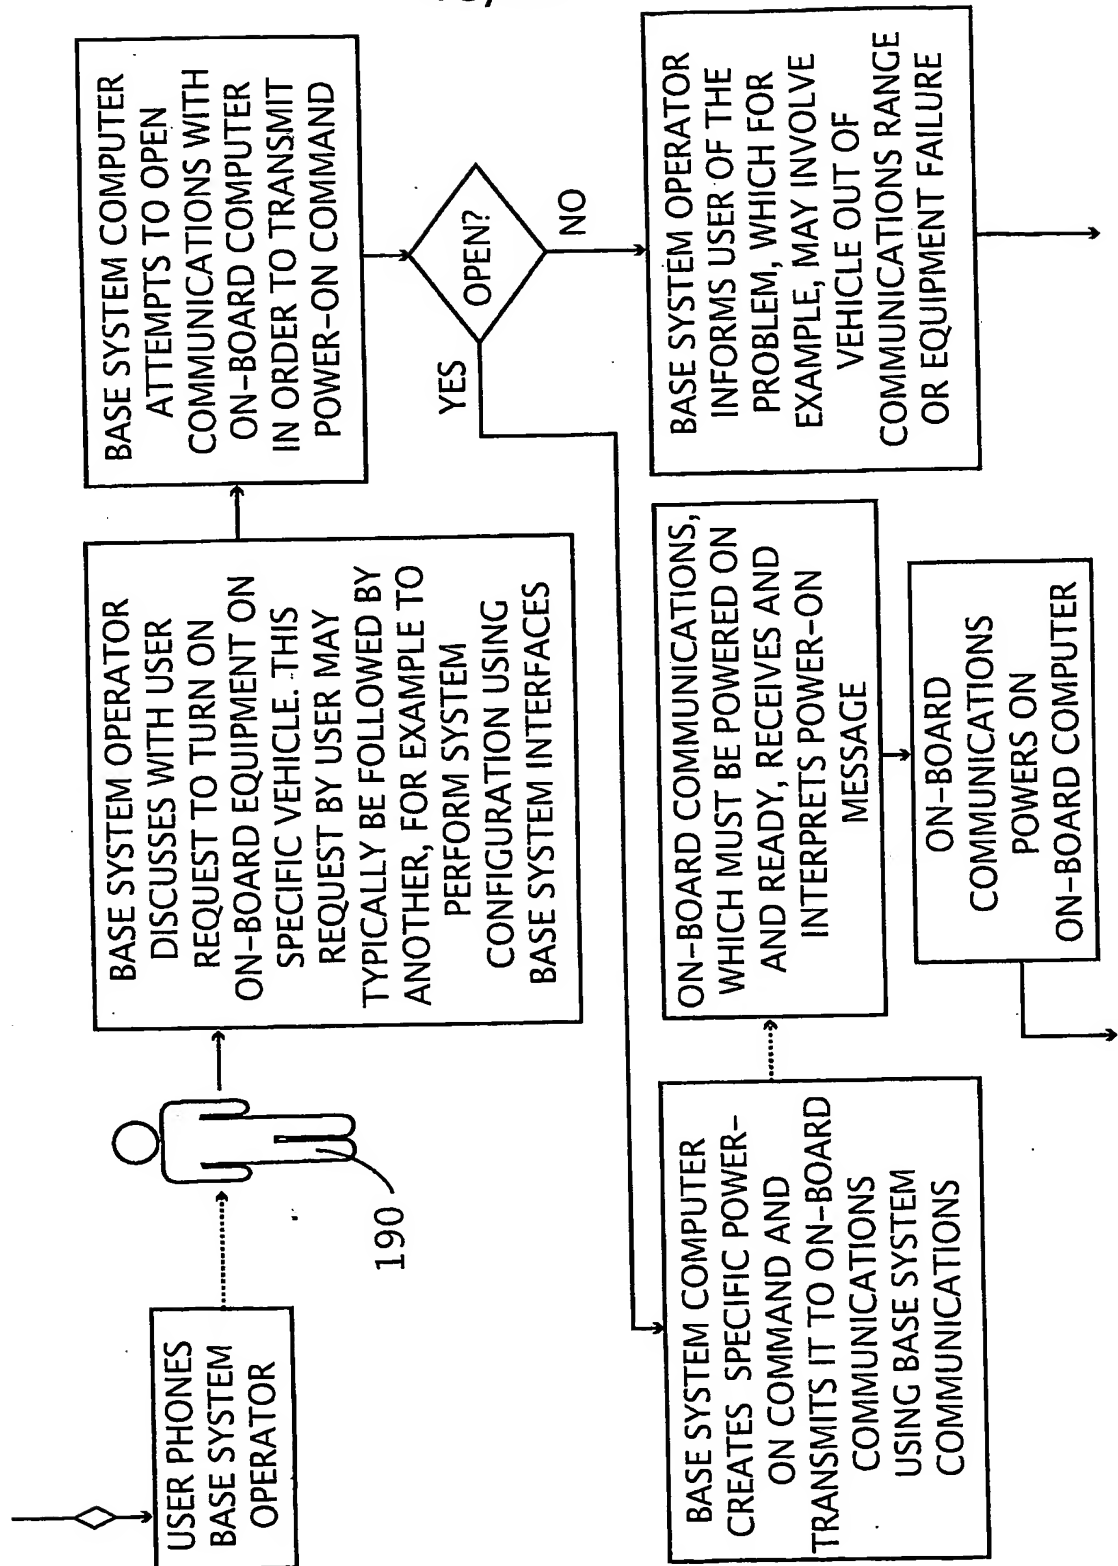 USER PHONES
BASE SYSTEM
OPERATOR
190
BASE SYSTEM OPERATOR
DISCUSSES WITH USER
REQUEST TO TURN ON
ON-BOARD EQUIPMENT ON
SPECIFIC VEHICLE. THIS
REQUEST BY USER MAY
TYPICALLY BE FOLLOWED BY
ANOTHER, FOR EXAMPLE TO
PERFORM SYSTEM
CONFIGURATION USING
BASE SYSTEM INTERFACES
BASE SYSTEM COMPUTER
ATTEMPTS TO OPEN
COMMUNICATIONS WITH
ON-BOARD COMPUTER
IN ORDER TO TRANSMIT
POWER-ON COMMAND
OPEN?
YES
NO
BASE SYSTEM COMPUTER
CREATES SPECIFIC POWER-
ON COMMAND AND
TRANSMITS IT TO ON-BOARD
COMMUNICATIONS
USING BASE SYSTEM
COMMUNICATIONS
ON-BOARD COMMUNICATIONS,
WHICH MUST BE POWERED ON
AND READY, RECEIVES AND
INTERPRETS POWER-ON
MESSAGE
ON-BOARD
COMMUNICATIONS
POWERS ON
ON-BOARD COMPUTER
BASE SYSTEM OPERATOR
INFORMS USER OF THE
PROBLEM, WHICH FOR
EXAMPLE, MAY INVOLVE
VEHICLE OUT OF
COMMUNICATIONS RANGE
OR EQUIPMENT FAILURE